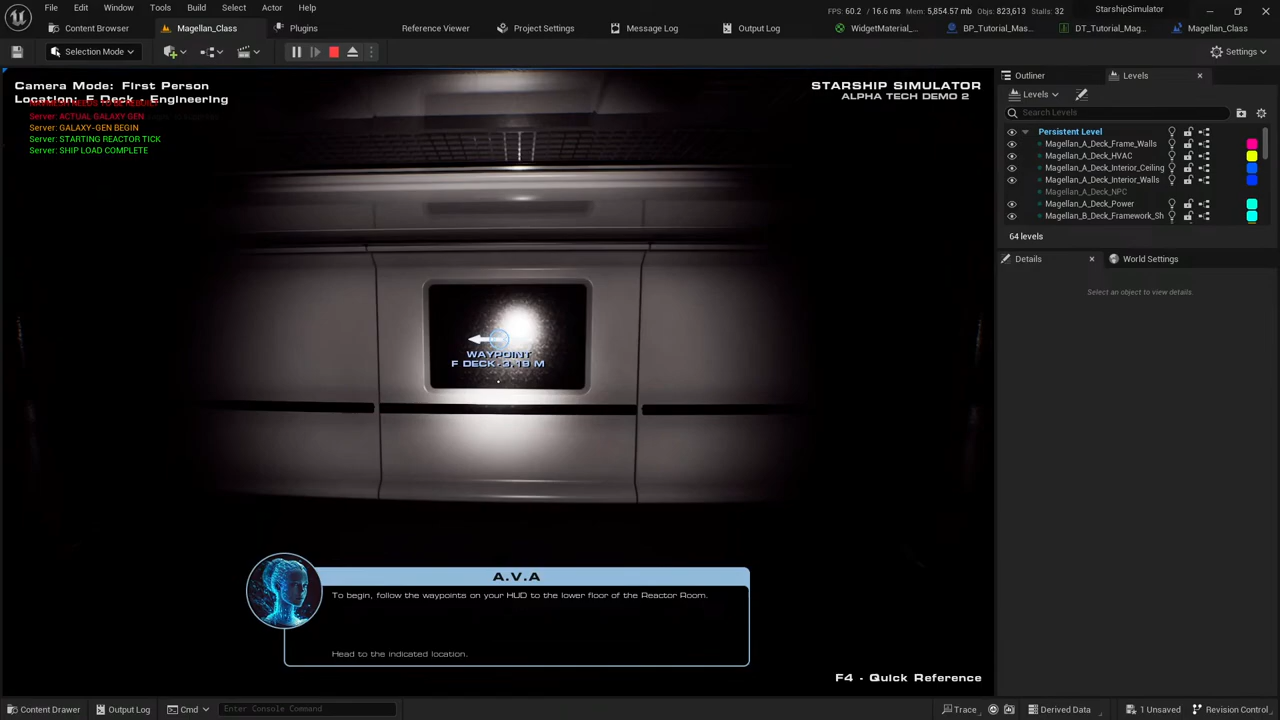 File Edit Window Tools Build Select Actor Help
FPS: 60.2 / 16.6 ms Mem: 5,854.57 mb Objs: 823,613 Stalls: 32
StarshipSimulator
Content Browser
Magellan_Class
Plugins
Reference Viewer
Project Settings
Message Log
Output Log
WidgetMaterial_...
BP_Tutorial_Mas...
DT_Tutorial_Mag...
Magellan_Class
Selection Mode
Settings
Camera Mode: First Person
Location: F Deck - Engineering
Server: ACTUAL GALAXY GEN
Server: GALAXY-GEN BEGIN
Server: STARTING REACTOR TICK
Server: SHIP LOAD COMPLETE
STARSHIP SIMULATOR
ALPHA TECH DEMO 2
WAYPOINT
F DECK-3.19 M
A.V.A
To begin, follow the waypoints on your HUD to the lower floor of the Reactor Room.
Head to the indicated location.
F4 - Quick Reference
Outliner
Levels
Levels
Search Levels
Persistent Level
Magellan_A_Deck_Frame_Walls
Magellan_A_Deck_HVAC
Magellan_A_Deck_Interior_Ceiling
Magellan_A_Deck_Interior_Walls
Magellan_A_Deck_NPC
Magellan_A_Deck_Power
Magellan_B_Deck_Framework_Sh
64 levels
Details
World Settings
Select an object to view details.
Content Drawer
Output Log
Cmd
Enter Console Command
Trace
Derived Data
1 Unsaved
Revision Control